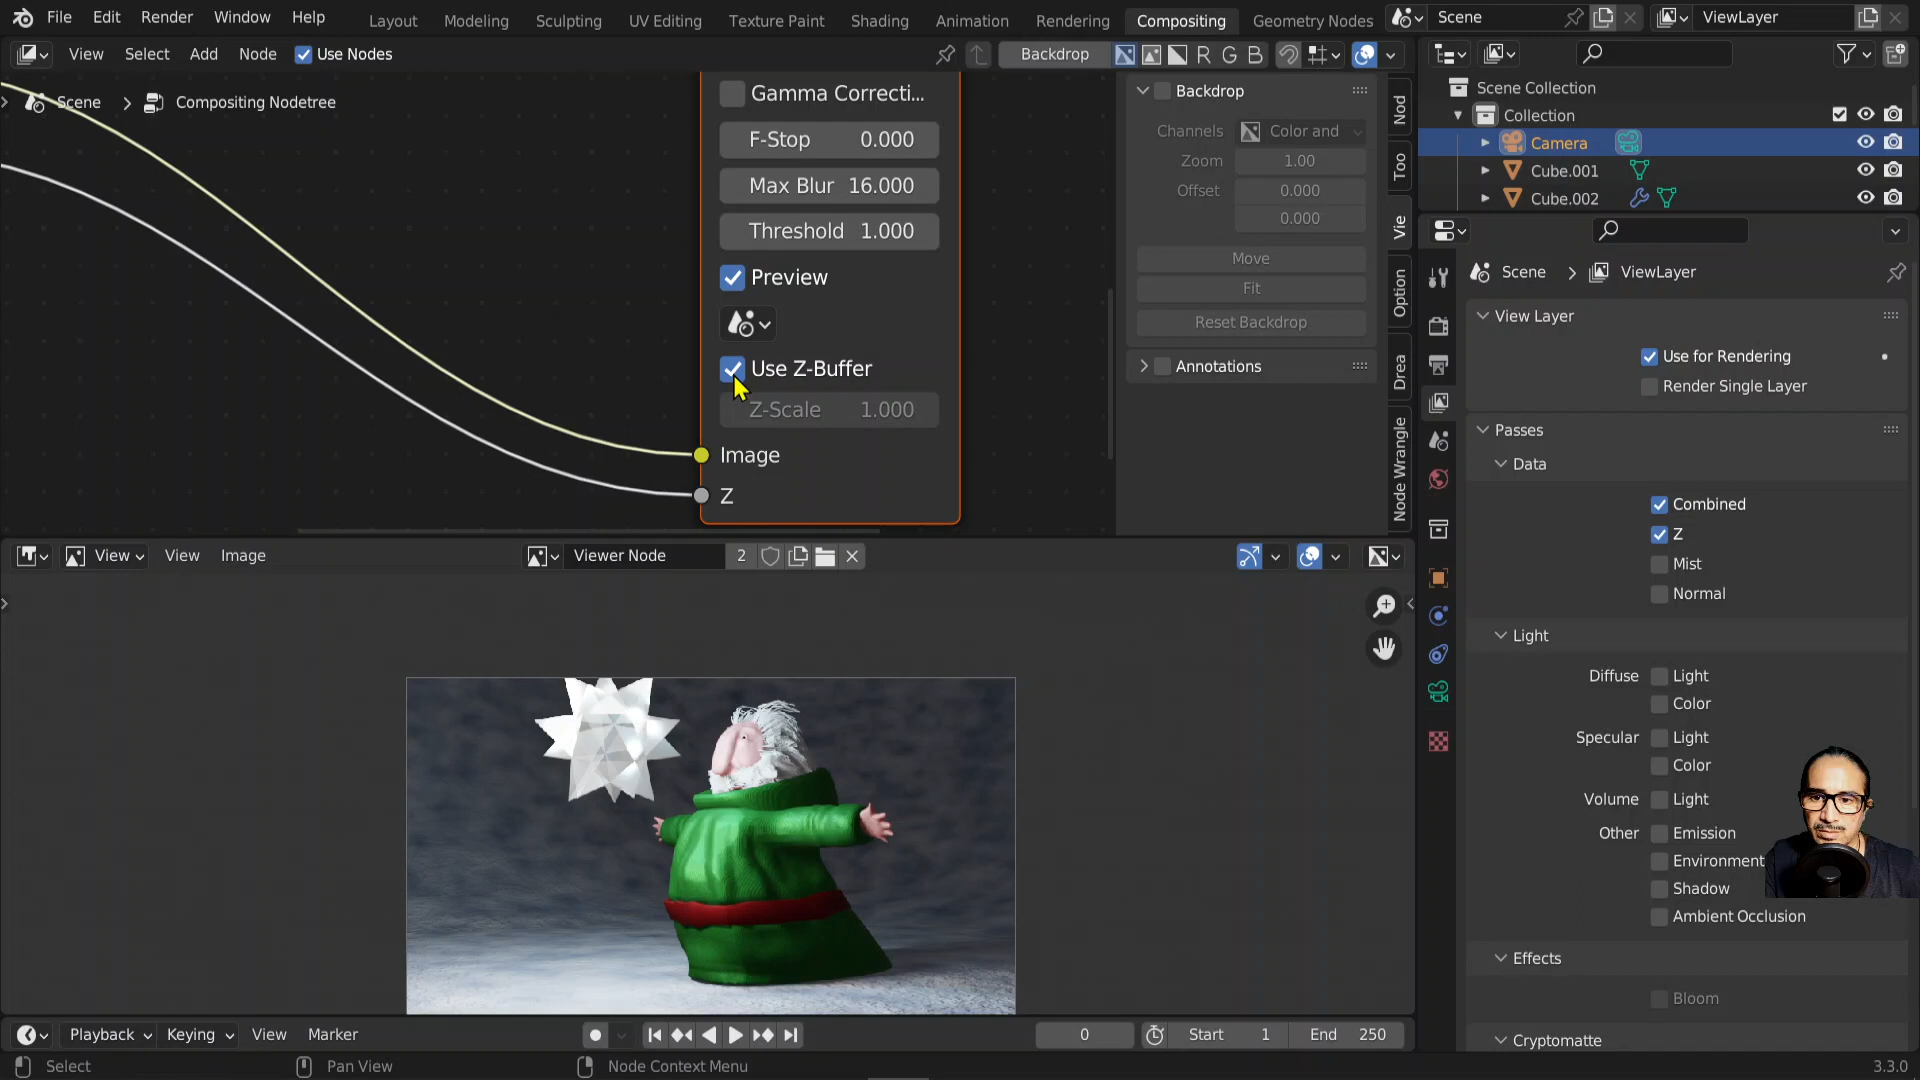 File Edit Render Window Help Layout Modeling Sculpting UV Editing Texture Paint Shading Animation Rendering Compositing Geometry Nodes Scene ViewLayer
View Select Add Node Use Nodes Backdrop R G B
Scene > Compositing Nodetree
Gamma Correcti...
F-Stop 0.000
Max Blur 16.000
Threshold 1.000
Preview
Use Z-Buffer
Z-Scale 1.000
Image
Z
Backdrop
Channels Color and
Zoom 1.00
Offset 0.000
0.000
Move
Fit
Reset Backdrop
Annotations
Nod
Too
Vie
Option
Drea
Node Wrangle
Scene Collection
Collection
Camera
Cube.001
Cube.002
Scene > ViewLayer
View Layer
Use for Rendering
Render Single Layer
Passes
Data
Combined
Z
Mist
Normal
Light
Diffuse Light
Color
Specular Light
Color
Volume Light
Other Emission
Environment
Shadow
Ambient Occlusion
Effects
Bloom
Cryptomatte
View View Image Viewer Node 2
Playback Keying View Marker 0 Start 1 End 250
Select Pan View Node Context Menu 3.3.0